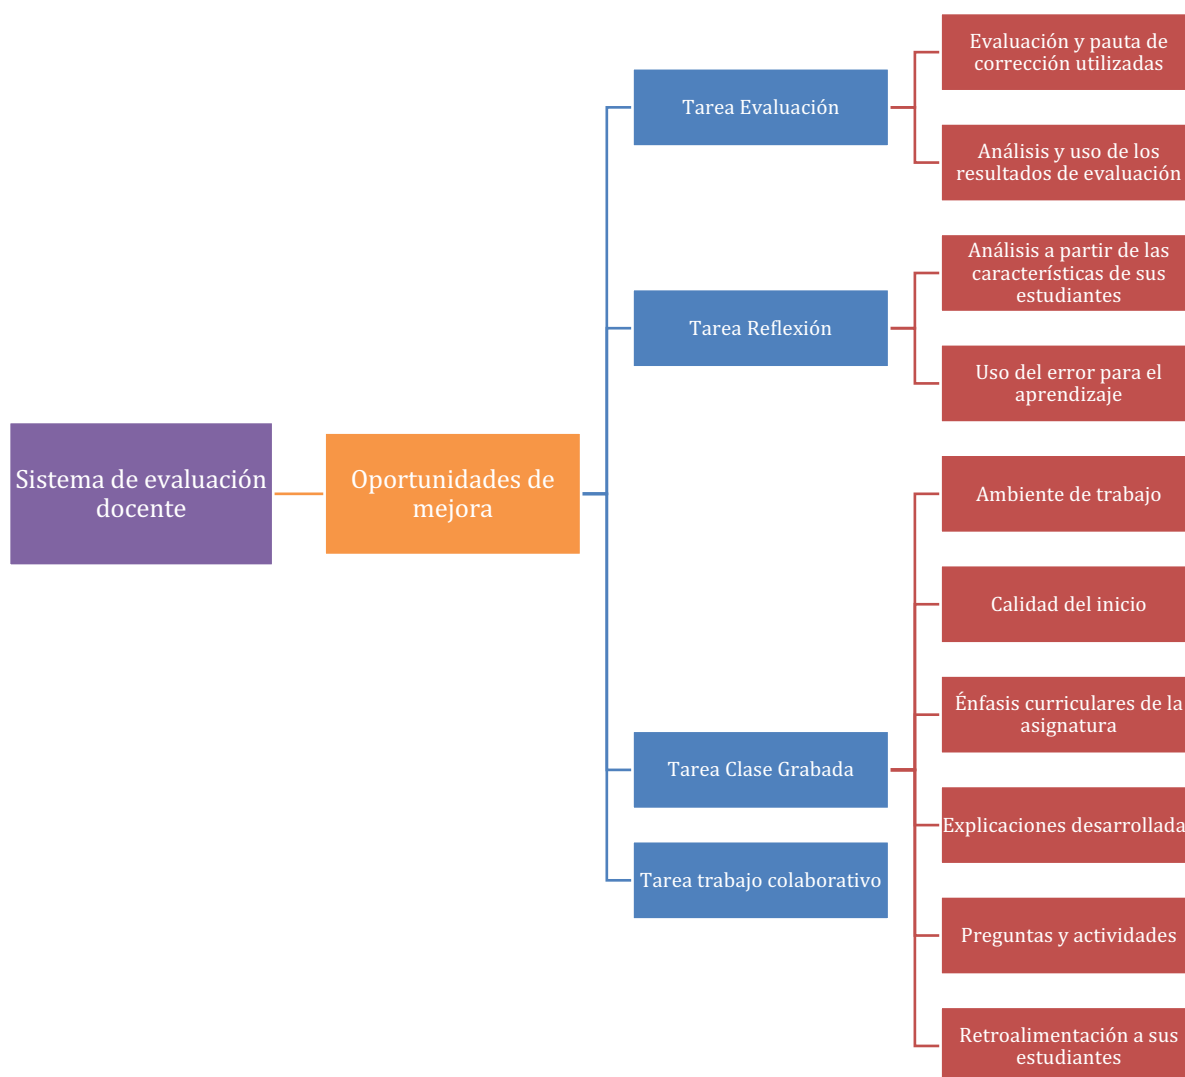 Evaluación y pauta de
corrección utilizadas
Tarea Evaluación
Análisis y uso de los
resultados de evaluación
Análisis a partir de las
características de sus
estudiantes
Tarea Reflexión
Uso del error para el
aprendizaje
Sistema de evaluación
docente
Oportunidades de
mejora
Ambiente de trabajo
Calidad del inicio
Énfasis curriculares de la
asignatura
Tarea Clase Grabada
Explicaciones desarrollada
Tarea trabajo colaborativo
Preguntas y actividades
Retroalimentación a sus
estudiantes